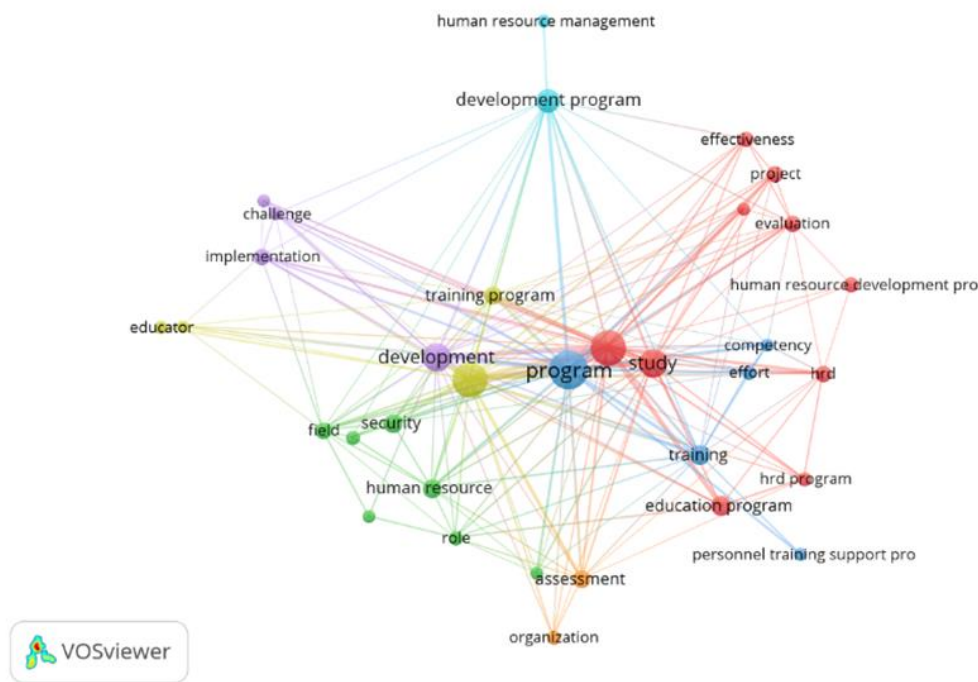 human resource management
development program
effectiveness
project
challenge
evaluation
implementation
human resource development pro
training program
educator
competency
development
program
study
effort
hrd
security
field
training
human resource
hrd program
education program
role
personnel training support pro
assessment
organization
VOSviewer